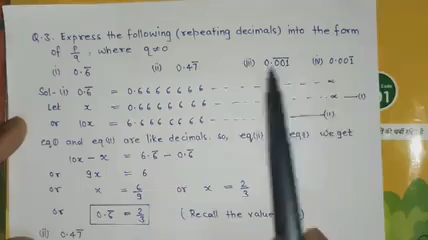 Q.3. Express the following (repeating decimals) into the form
of p/q, where q≠0
(i) 0.6̅ (ii) 0.47̅ (iii) 0.0̅0̅1̅ (iv) 0.001̅
Sol-(i) 0.6̅ = 0.6666666 - - - - - - - ∝
Let x = 0.6666666 - - - - - - - ∝ —(i)
or 10x = 6.6666666 - - - - - - - —(ii)
eq(i) and eq(ii) are like decimals. so, eq(ii) eq(i) we get
10x - x = 6.6̅ - 0.6̅
or 9x = 6
or x = 6/9 or x = 2/3
or 0.6̅ = 2/3 (Recall the value
(ii) 0.47̅